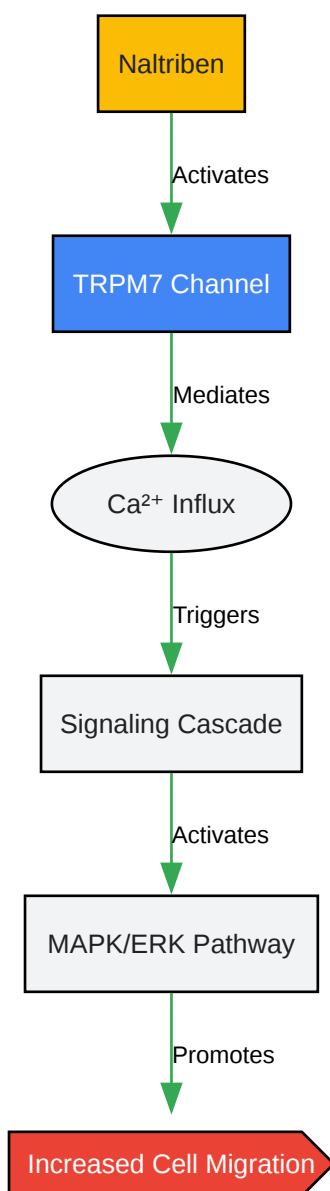 Naltriben
Activates
TRPM7 Channel
Mediates
Ca²⁺ Influx
Triggers
Signaling Cascade
Activates
MAPK/ERK Pathway
Promotes
Increased Cell Migration